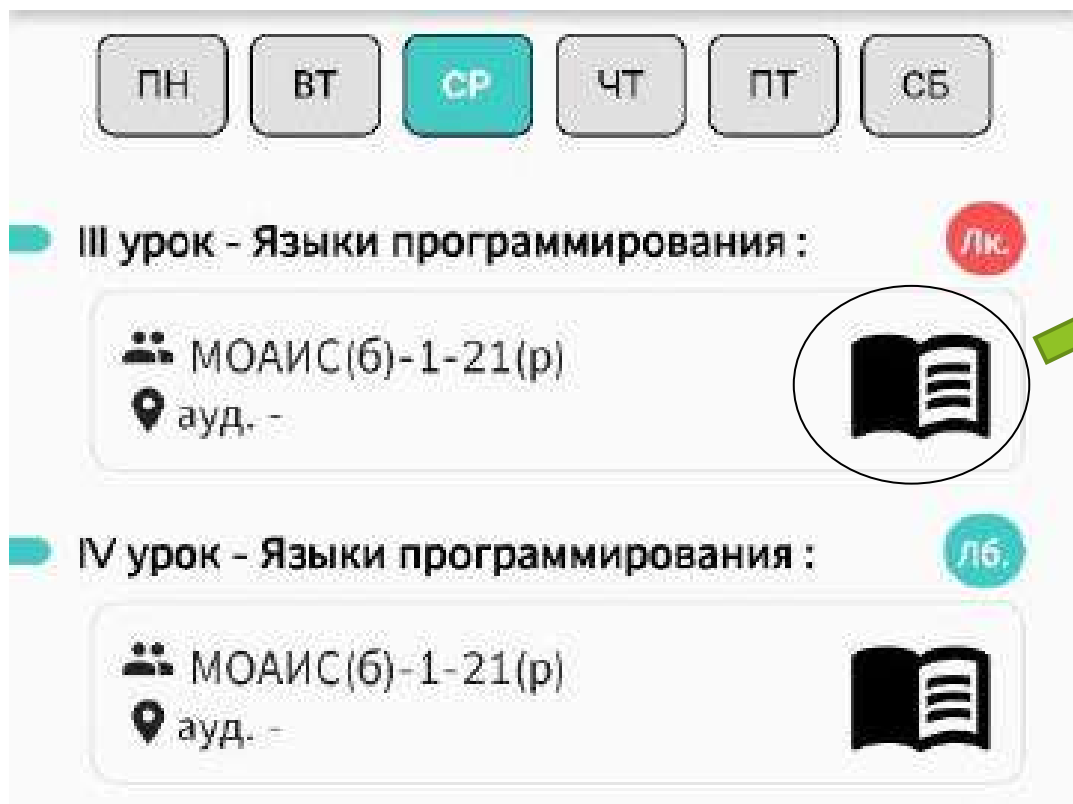 ПН ВТ СР ЧТ ПТ СБ
III урок - Языки программирования :
Лк.
МОАИС(б)-1-21(р)
ауд. -
IV урок - Языки программирования :
Лб.
МОАИС(б)-1-21(р)
ауд. -